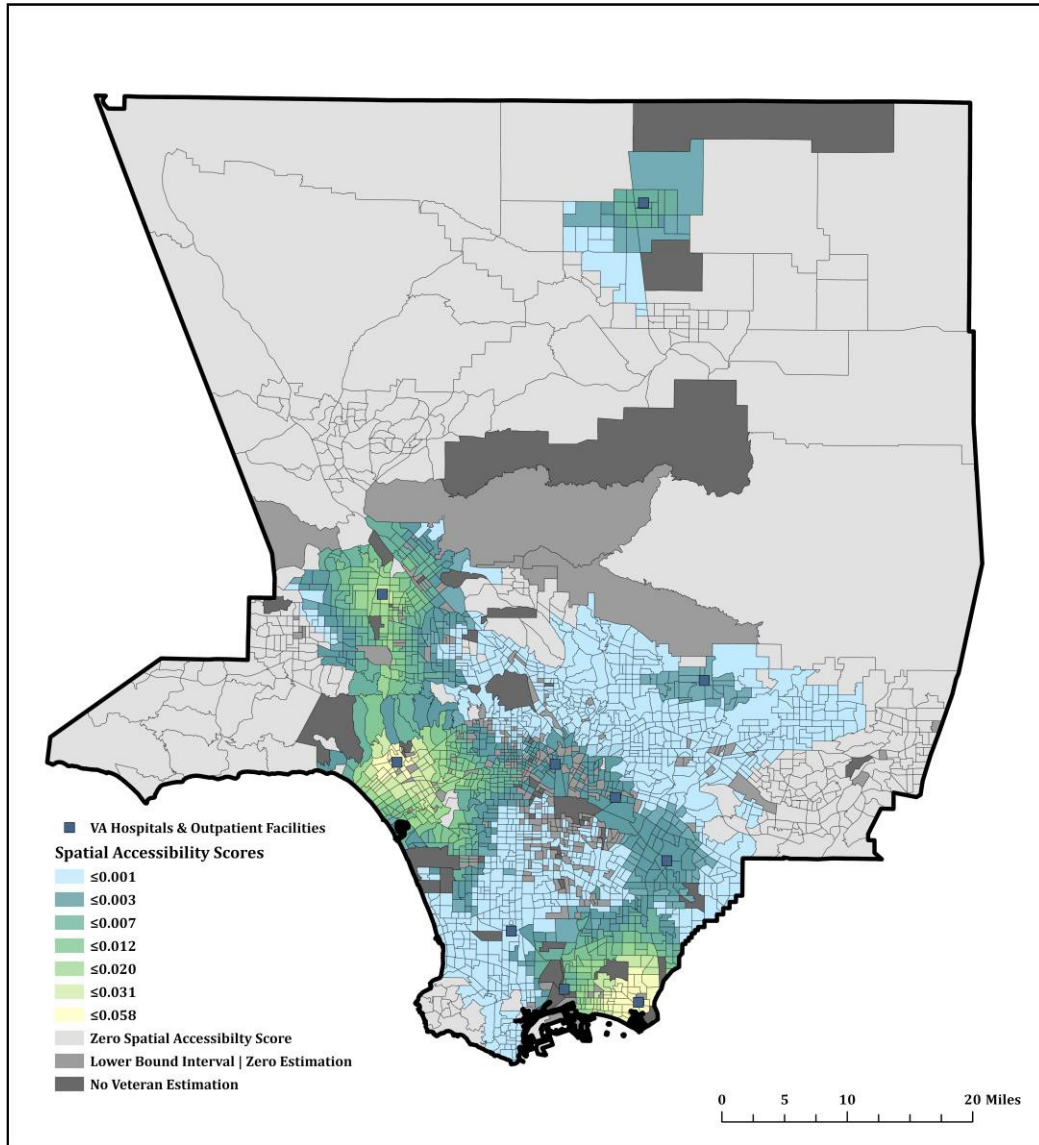 VA Hospitals & Outpatient Facilities
Spatial Accessibility Scores
≤0.001
≤0.003
≤0.007
≤0.012
≤0.020
≤0.031
≤0.058
Zero Spatial Accessibilty Score
Lower Bound Interval | Zero Estimation
No Veteran Estimation
0 5 10 20 Miles